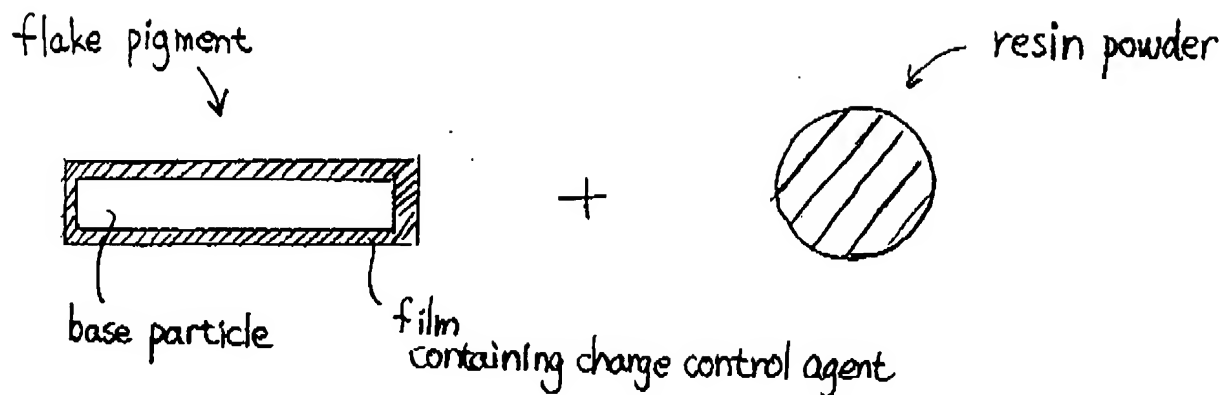 flake pigment
resin powder
+
base particle
film
containing charge control agent